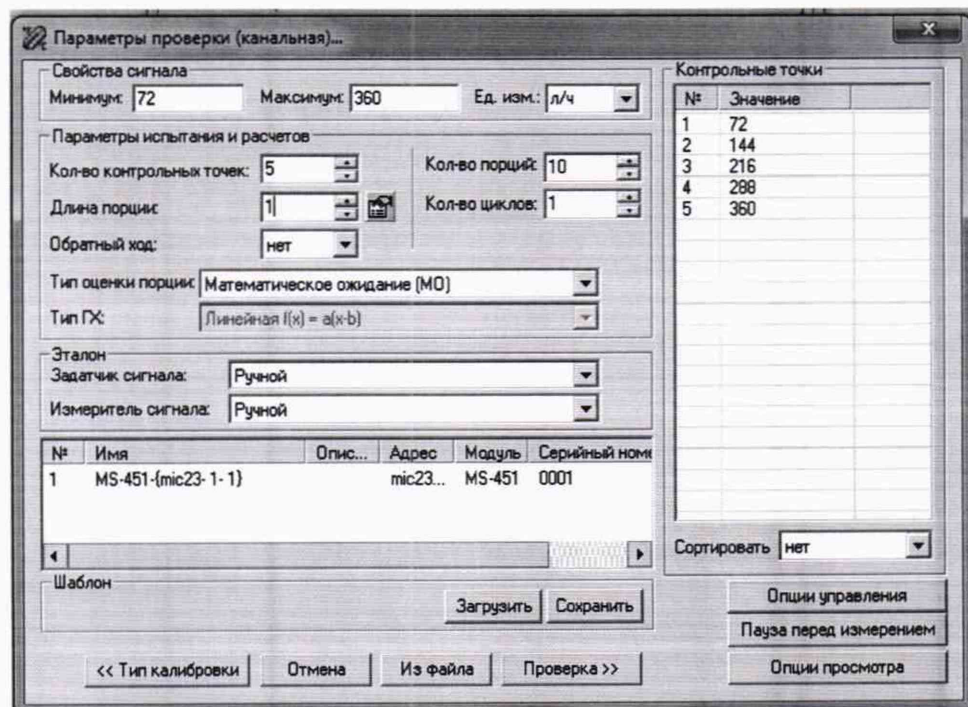 Параметры проверки (канальная)...
Свойства сигнала
Минимум: 72 Максимум: 360 Ед. изм.: л/ч
Параметры испытания и расчетов
Кол-во контрольных точек: 5 Кол-во порций: 10
Длина порции: 1 Кол-во циклов: 1
Обратный ход: нет
Тип оценки порции: Математическое ожидание (МО)
Тип ГХ: Линейная f(x) = a(x-b)
Эталон
Задатчик сигнала: Ручной
Измеритель сигнала: Ручной
№ Имя Опис... Адрес Модуль Серийный номе
1 MS-451-{mic23- 1- 1} mic23... MS-451 0001
Шаблон
Загрузить Сохранить
<< Тип калибровки Отмена Из файла Проверка >>
Контрольные точки
№ Значение
1 72
2 144
3 216
4 288
5 360
Сортировать нет
Опции управления
Пауза перед измерением
Опции просмотра